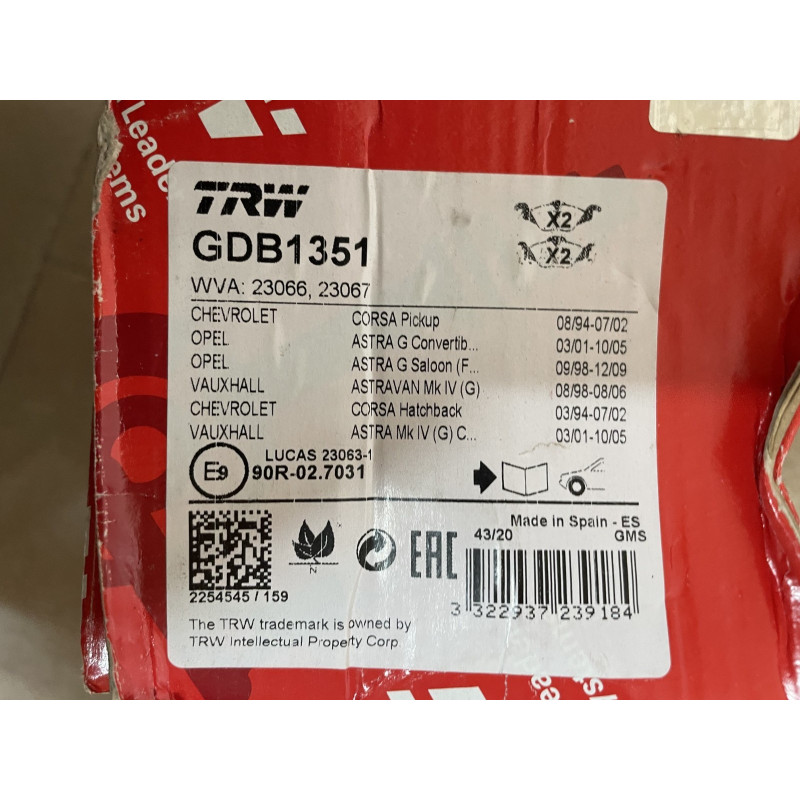 Leade
ems
TRW
GDB1351
X2
X2
WVA: 23066, 23067
CHEVROLET CORSA Pickup 08/94-07/02
OPEL ASTRA G Convertib... 03/01-10/05
OPEL ASTRA G Saloon (F... 09/98-12/09
VAUXHALL ASTRAVAN Mk IV (G) 08/98-08/06
CHEVROLET CORSA Hatchback 03/94-07/02
VAUXHALL ASTRA Mk IV (G) C... 03/01-10/05
LUCAS 23063-1
E9 90R-02.7031
Made in Spain - ES
43/20 GMS
N
EAC
2254545 / 159
3 322937 239184
The TRW trademark is owned by
TRW Intellectual Property Corp